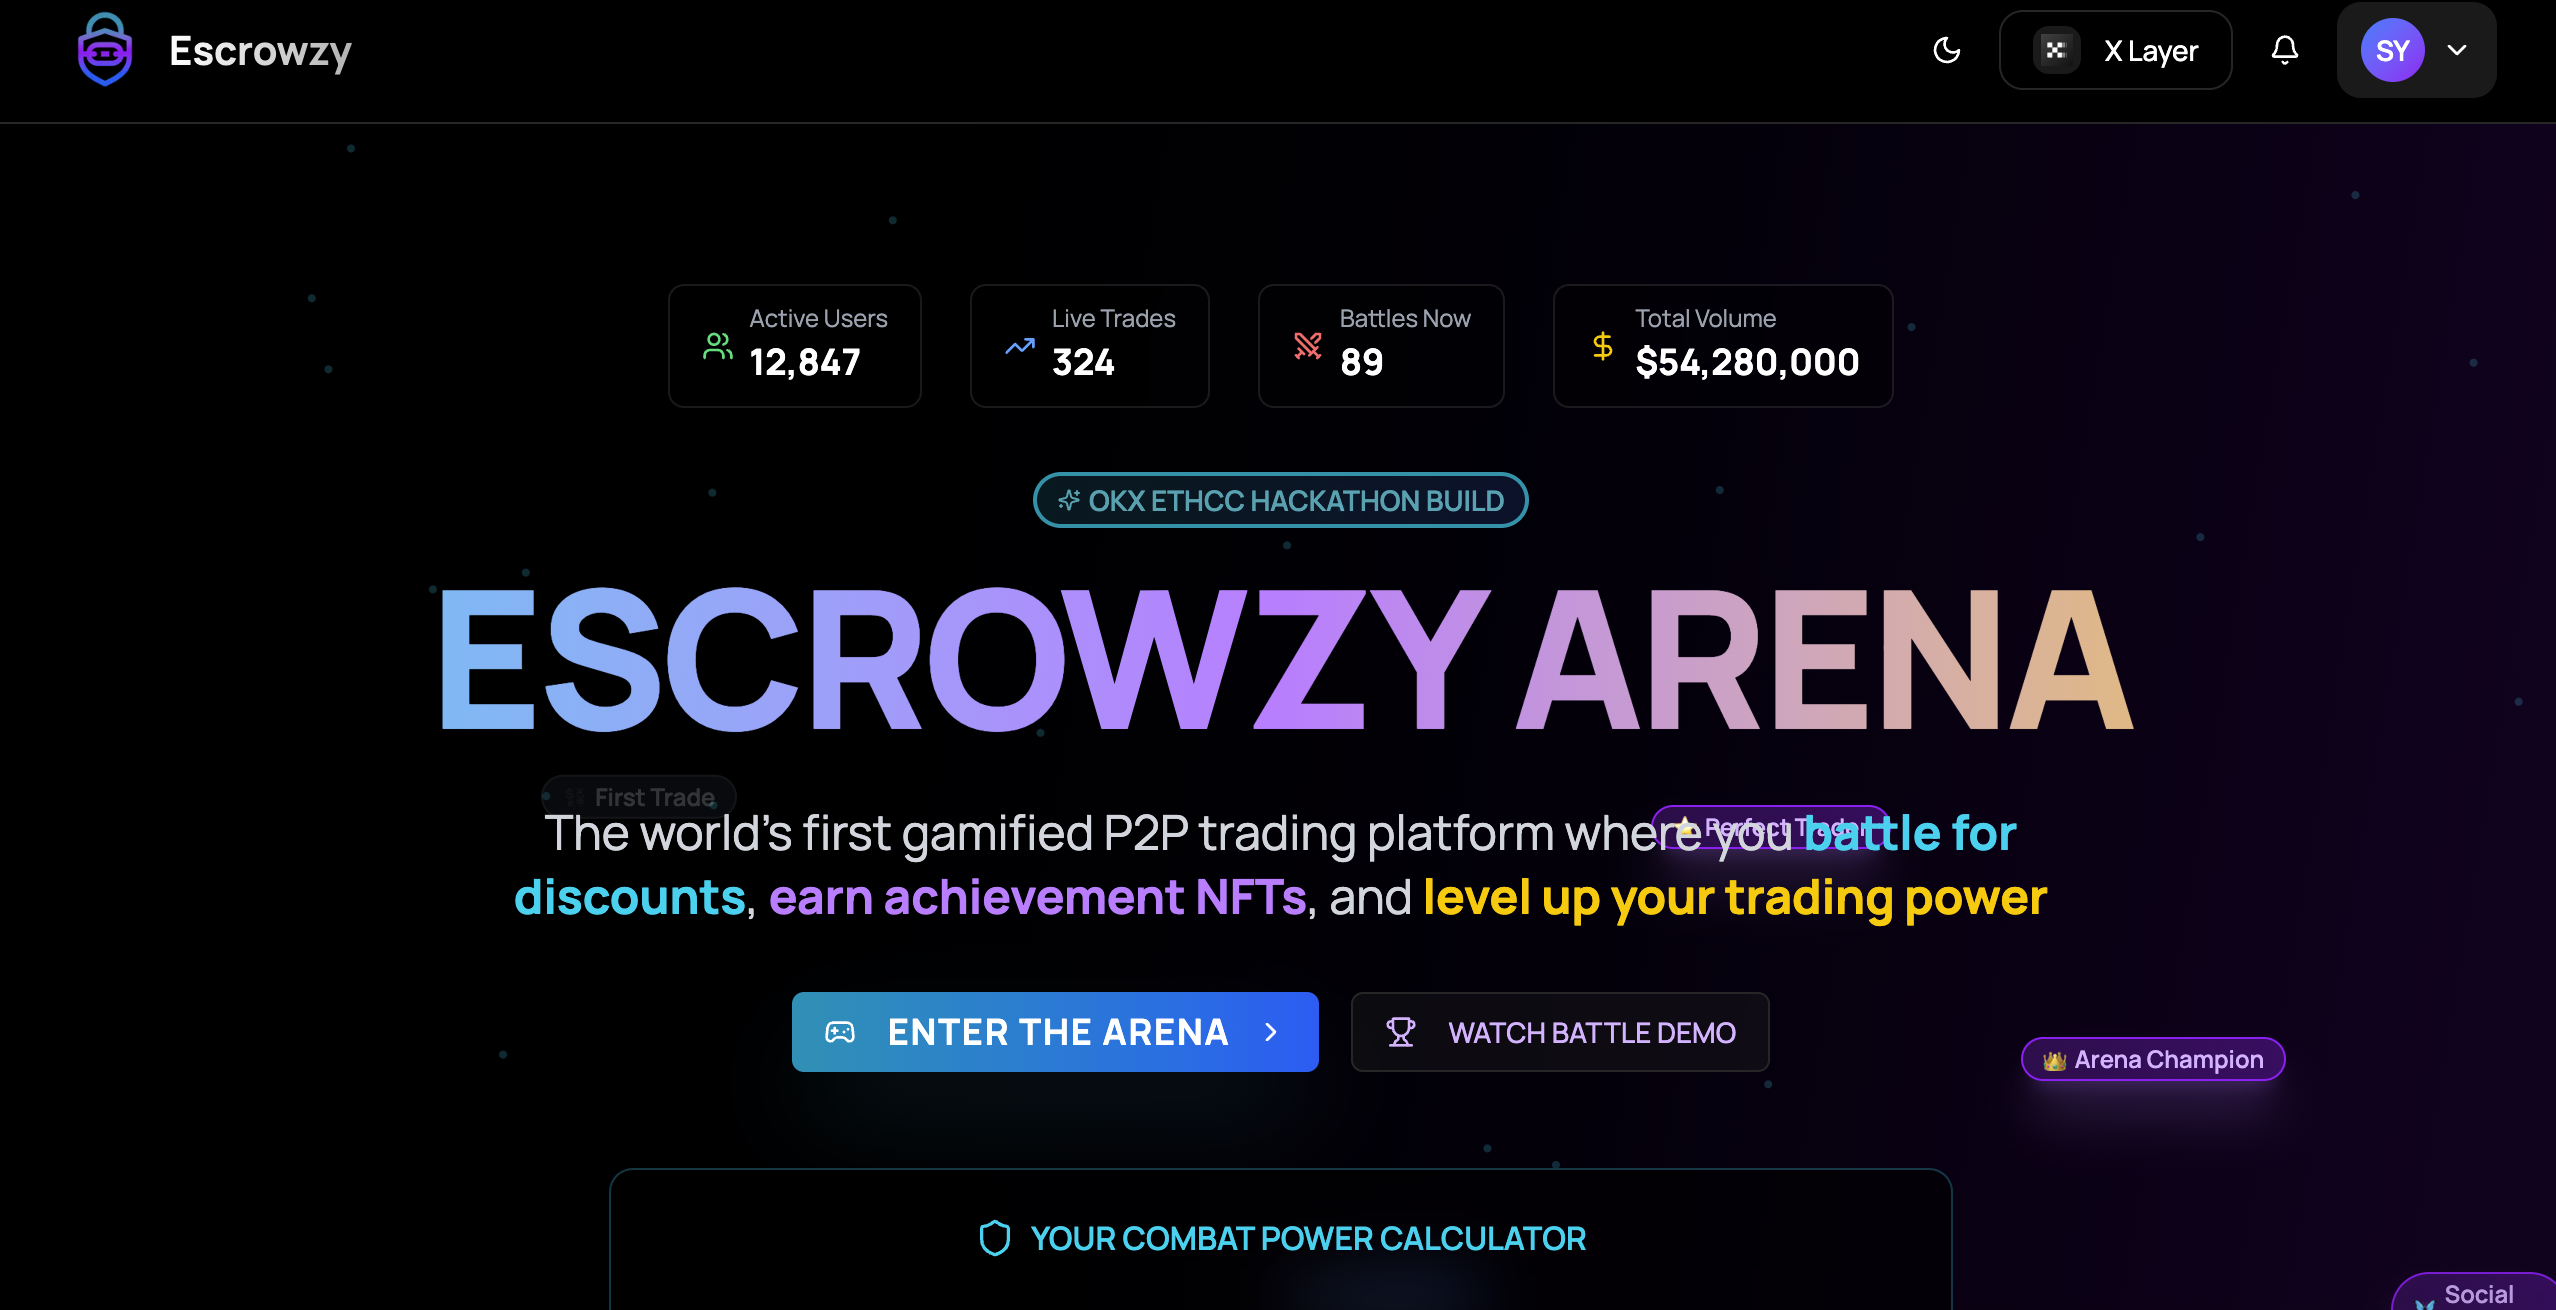 Escrowzy
X Layer
SY
Active Users
12,847
Live Trades
324
Battles Now
89
Total Volume
$54,280,000
OKX ETHCC HACKATHON BUILD
ESCROWZY ARENA
First Trade
Perfect Trader
The world's first gamified P2P trading platform where you battle for
discounts, earn achievement NFTs, and level up your trading power
ENTER THE ARENA
WATCH BATTLE DEMO
Arena Champion
YOUR COMBAT POWER CALCULATOR
Social